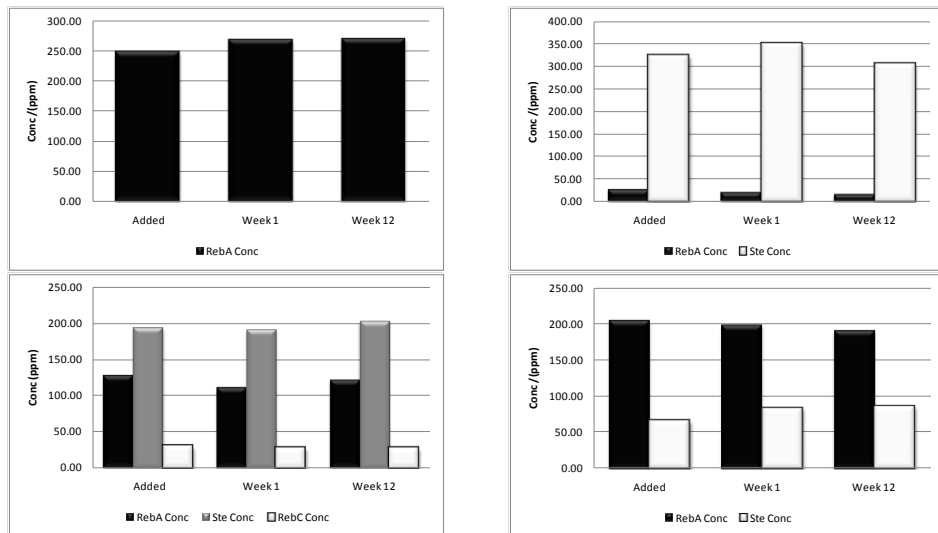 300.00
250.00
200.00
150.00
100.00
50.00
0.00
Conc /(ppm)
Added Week 1 Week 12
RebA Conc
400.00
350.00
300.00
250.00
200.00
150.00
100.00
50.00
0.00
Conc /(ppm)
Added Week 1 Week 12
RebA Conc Ste Conc
250.00
200.00
150.00
100.00
50.00
0.00
Conc (ppm)
Added Week 1 Week 12
RebA Conc Ste Conc RebC Conc
250.00
200.00
150.00
100.00
50.00
0.00
Conc /(ppm)
Added Week 1 Week 12
RebA Conc Ste Conc